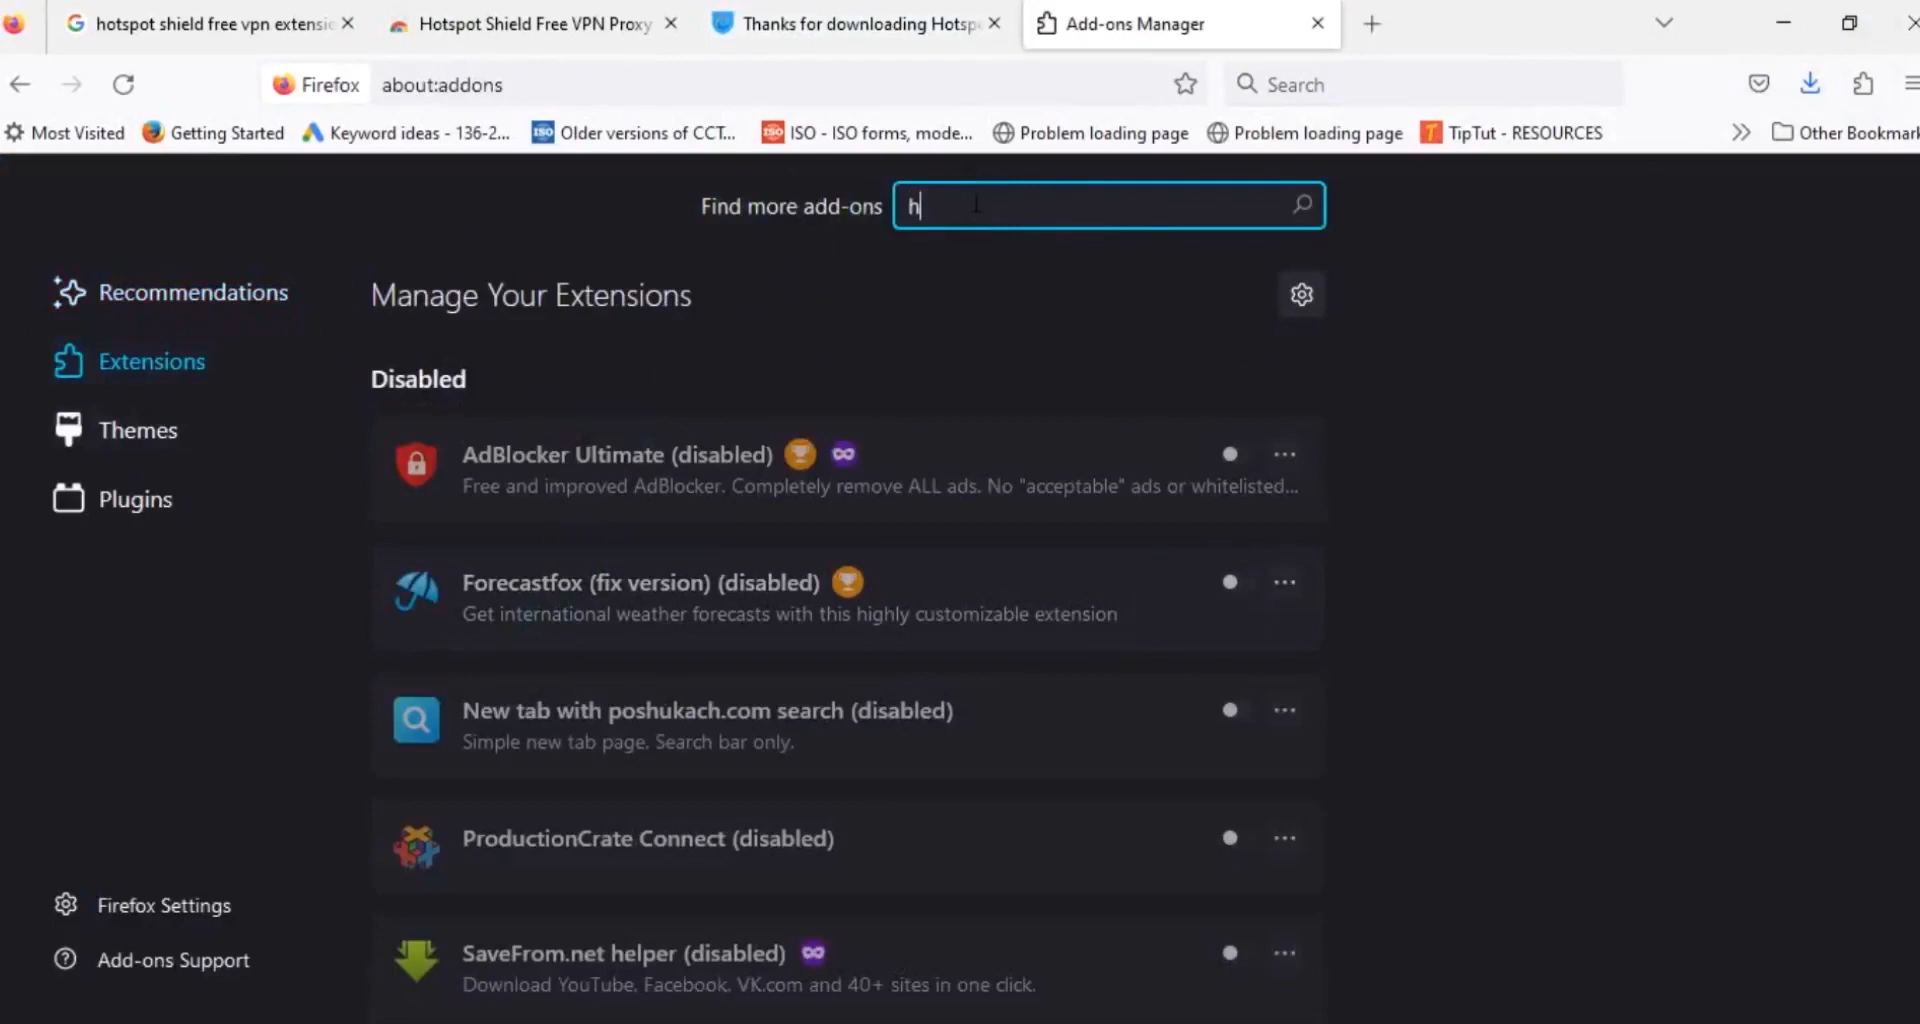 hotspot shield free vpn extensi
Hotspot Shield Free VPN Proxy
Thanks for downloading Hotsp
Add-ons Manager
Firefox
about:addons
Search
Most Visited
Getting Started
Keyword ideas - 136-2...
ISO
Older versions of CCT...
ISO
ISO - ISO forms, mode...
Problem loading page
Problem loading page
T
TipTut - RESOURCES
Other Bookmark
Find more add-ons
h
Recommendations
Extensions
Themes
Plugins
Manage Your Extensions
Disabled
AdBlocker Ultimate (disabled)
Free and improved AdBlocker. Completely remove ALL ads. No "acceptable" ads or whitelisted...
Forecastfox (fix version) (disabled)
Get international weather forecasts with this highly customizable extension
New tab with poshukach.com search (disabled)
Simple new tab page. Search bar only.
ProductionCrate Connect (disabled)
SaveFrom.net helper (disabled)
Download YouTube. Facebook. VK.com and 40+ sites in one click.
Firefox Settings
Add-ons Support